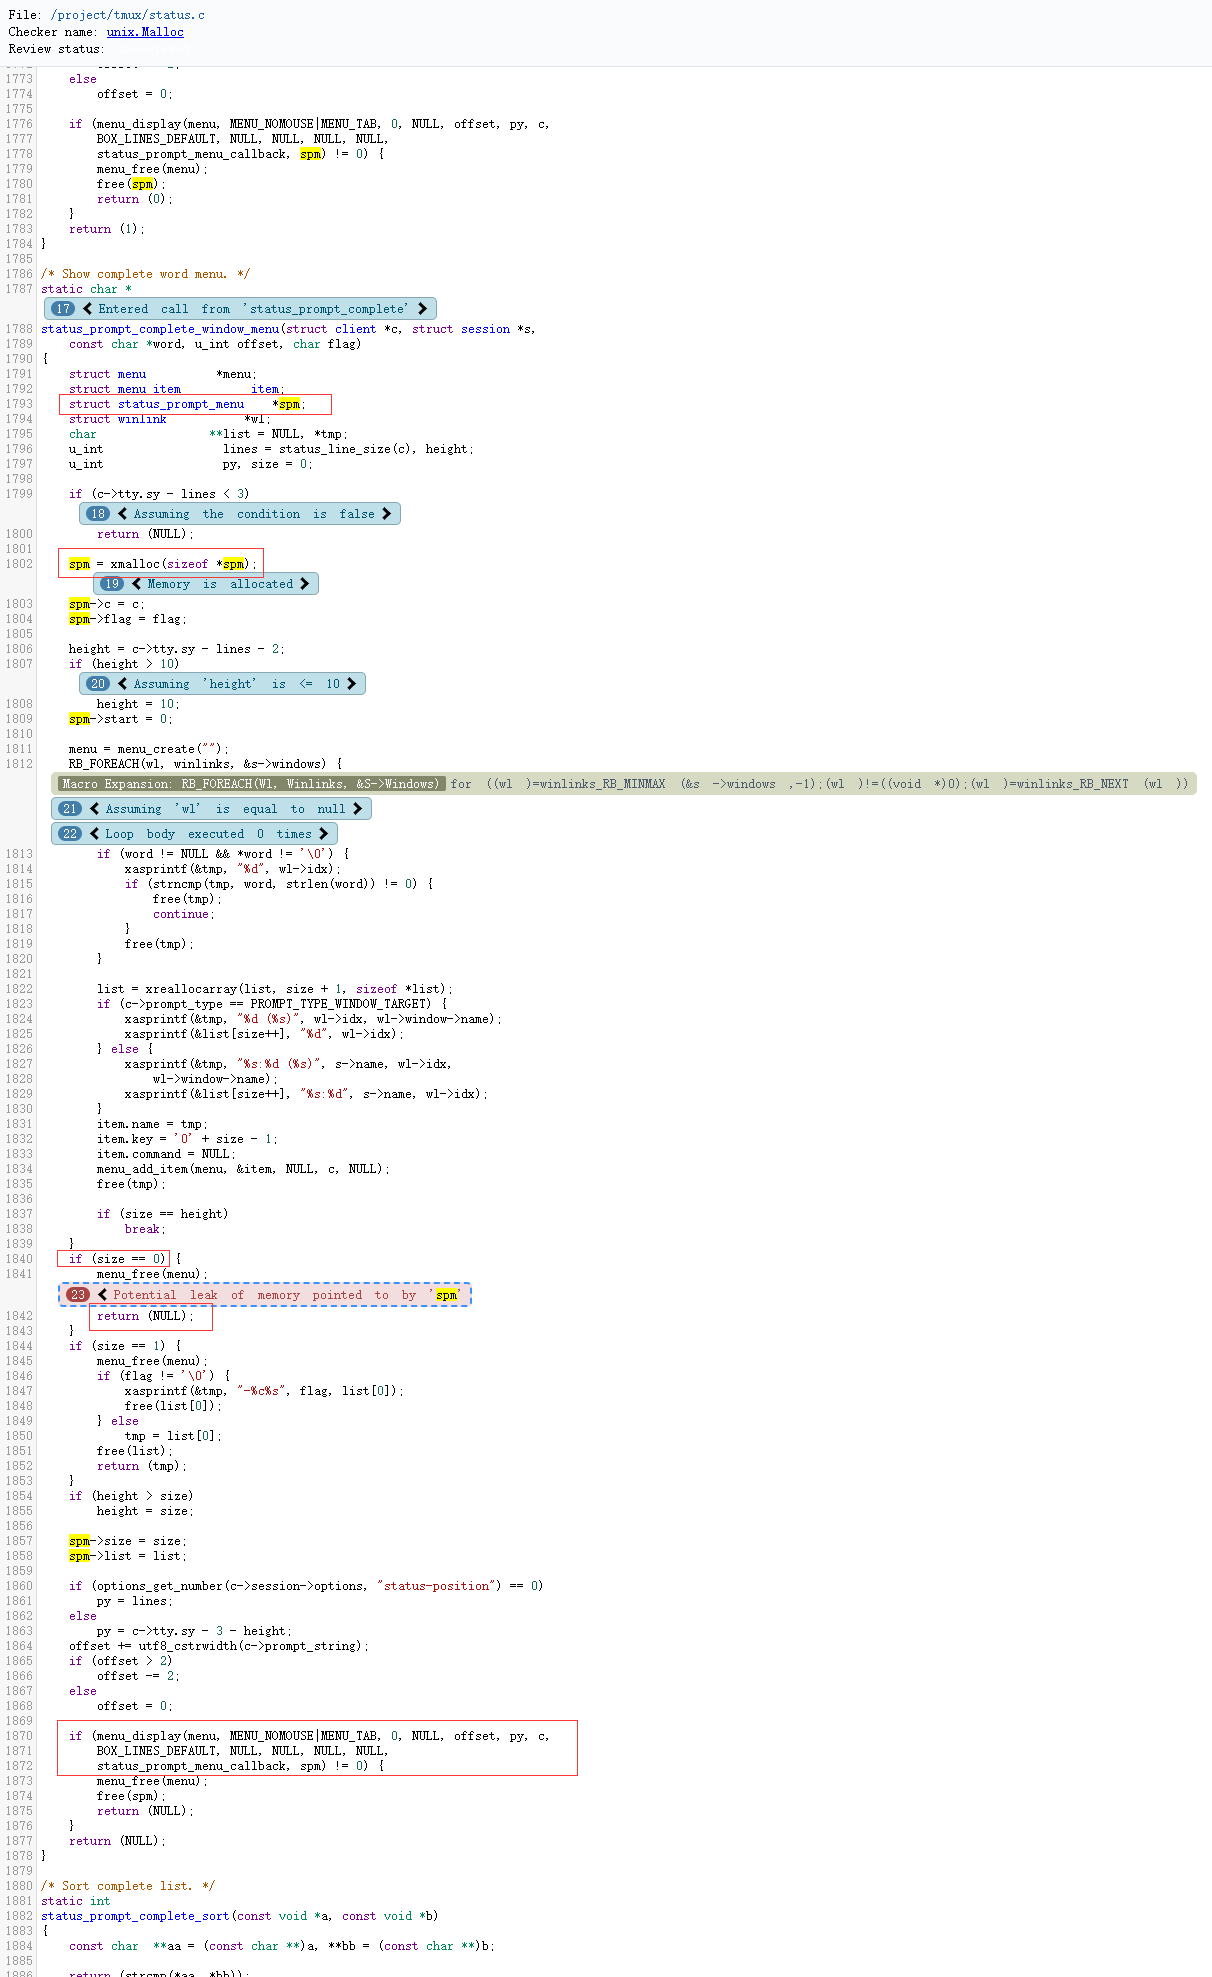 File: /project/tmux/status.c
Checker name: unix.Malloc
Review status:
1773 else
1774 offset = 0;
1775
1776 if (menu_display(menu, MENU_NOMOUSE|MENU_TAB, 0, NULL, offset, py, c,
1777 BOX_LINES_DEFAULT, NULL, NULL, NULL, NULL,
1778 status_prompt_menu_callback, spm) != 0) {
1779 menu_free(menu);
1780 free(spm);
1781 return (0);
1782 }
1783 return (1);
1784 }
1785
1786 /* Show complete word menu. */
1787 static char *
17 Entered call from 'status_prompt_complete'
1788 status_prompt_complete_window_menu(struct client *c, struct session *s,
1789 const char *word, u_int offset, char flag)
1790 {
1791 struct menu *menu;
1792 struct menu_item item;
1793 struct status_prompt_menu *spm;
1794 struct winlink *wl;
1795 char **list = NULL, *tmp;
1796 u_int lines = status_line_size(c), height;
1797 u_int py, size = 0;
1798
1799 if (c->tty.sy - lines < 3)
18 Assuming the condition is false
1800 return (NULL);
1801
1802 spm = xmalloc(sizeof *spm);
19 Memory is allocated
1803 spm->c = c;
1804 spm->flag = flag;
1805
1806 height = c->tty.sy - lines - 2;
1807 if (height > 10)
20 Assuming 'height' is <= 10
1808 height = 10;
1809 spm->start = 0;
1810
1811 menu = menu_create("");
1812 RB_FOREACH(wl, winlinks, &s->windows) {
Macro Expansion: RB_FOREACH(Wl, Winlinks, &S->Windows) for ((wl )=winlinks_RB_MINMAX (&s ->windows ,-1);(wl )!=((void *)0);(wl )=winlinks_RB_NEXT (wl ))
21 Assuming 'wl' is equal to null
22 Loop body executed 0 times
1813 if (word != NULL && *word != '\0') {
1814 xasprintf(&tmp, "%d", wl->idx);
1815 if (strncmp(tmp, word, strlen(word)) != 0) {
1816 free(tmp);
1817 continue;
1818 }
1819 free(tmp);
1820 }
1821
1822 list = xreallocarray(list, size + 1, sizeof *list);
1823 if (c->prompt_type == PROMPT_TYPE_WINDOW_TARGET) {
1824 xasprintf(&tmp, "%d (%s)", wl->idx, wl->window->name);
1825 xasprintf(&list[size++], "%d", wl->idx);
1826 } else {
1827 xasprintf(&tmp, "%s:%d (%s)", s->name, wl->idx,
1828 wl->window->name);
1829 xasprintf(&list[size++], "%s:%d", s->name, wl->idx);
1830 }
1831 item.name = tmp;
1832 item.key = '0' + size - 1;
1833 item.command = NULL;
1834 menu_add_item(menu, &item, NULL, c, NULL);
1835 free(tmp);
1836
1837 if (size == height)
1838 break;
1839 }
1840 if (size == 0) {
1841 menu_free(menu);
23 Potential leak of memory pointed to by 'spm'
1842 return (NULL);
1843 }
1844 if (size == 1) {
1845 menu_free(menu);
1846 if (flag != '\0') {
1847 xasprintf(&tmp, "-%c%s", flag, list[0]);
1848 free(list[0]);
1849 } else
1850 tmp = list[0];
1851 free(list);
1852 return (tmp);
1853 }
1854 if (height > size)
1855 height = size;
1856
1857 spm->size = size;
1858 spm->list = list;
1859
1860 if (options_get_number(c->session->options, "status-position") == 0)
1861 py = lines;
1862 else
1863 py = c->tty.sy - 3 - height;
1864 offset += utf8_cstrwidth(c->prompt_string);
1865 if (offset > 2)
1866 offset -= 2;
1867 else
1868 offset = 0;
1869
1870 if (menu_display(menu, MENU_NOMOUSE|MENU_TAB, 0, NULL, offset, py, c,
1871 BOX_LINES_DEFAULT, NULL, NULL, NULL, NULL,
1872 status_prompt_menu_callback, spm) != 0) {
1873 menu_free(menu);
1874 free(spm);
1875 return (NULL);
1876 }
1877 return (NULL);
1878 }
1879
1880 /* Sort complete list. */
1881 static int
1882 status_prompt_complete_sort(const void *a, const void *b)
1883 {
1884 const char **aa = (const char **)a, **bb = (const char **)b;
1885
1886 return (strcmp(*aa, *bb));